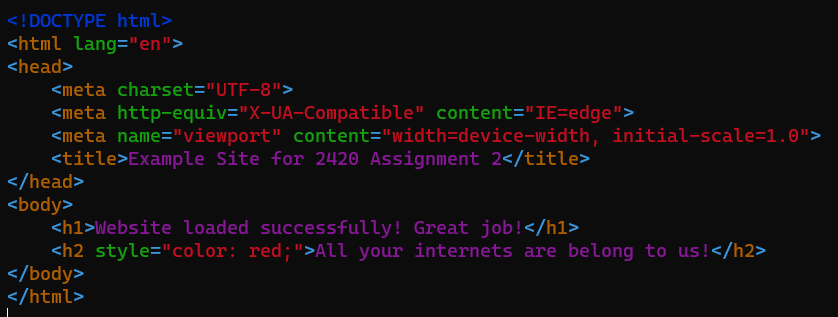 <!DOCTYPE html>
<html lang="en">
<head>
    <meta charset="UTF-8">
    <meta http-equiv="X-UA-Compatible" content="IE=edge">
    <meta name="viewport" content="width=device-width, initial-scale=1.0">
    <title>Example Site for 2420 Assignment 2</title>
</head>
<body>
    <h1>Website loaded successfully! Great job!</h1>
    <h2 style="color: red;">All your internets are belong to us!</h2>
</body>
</html>